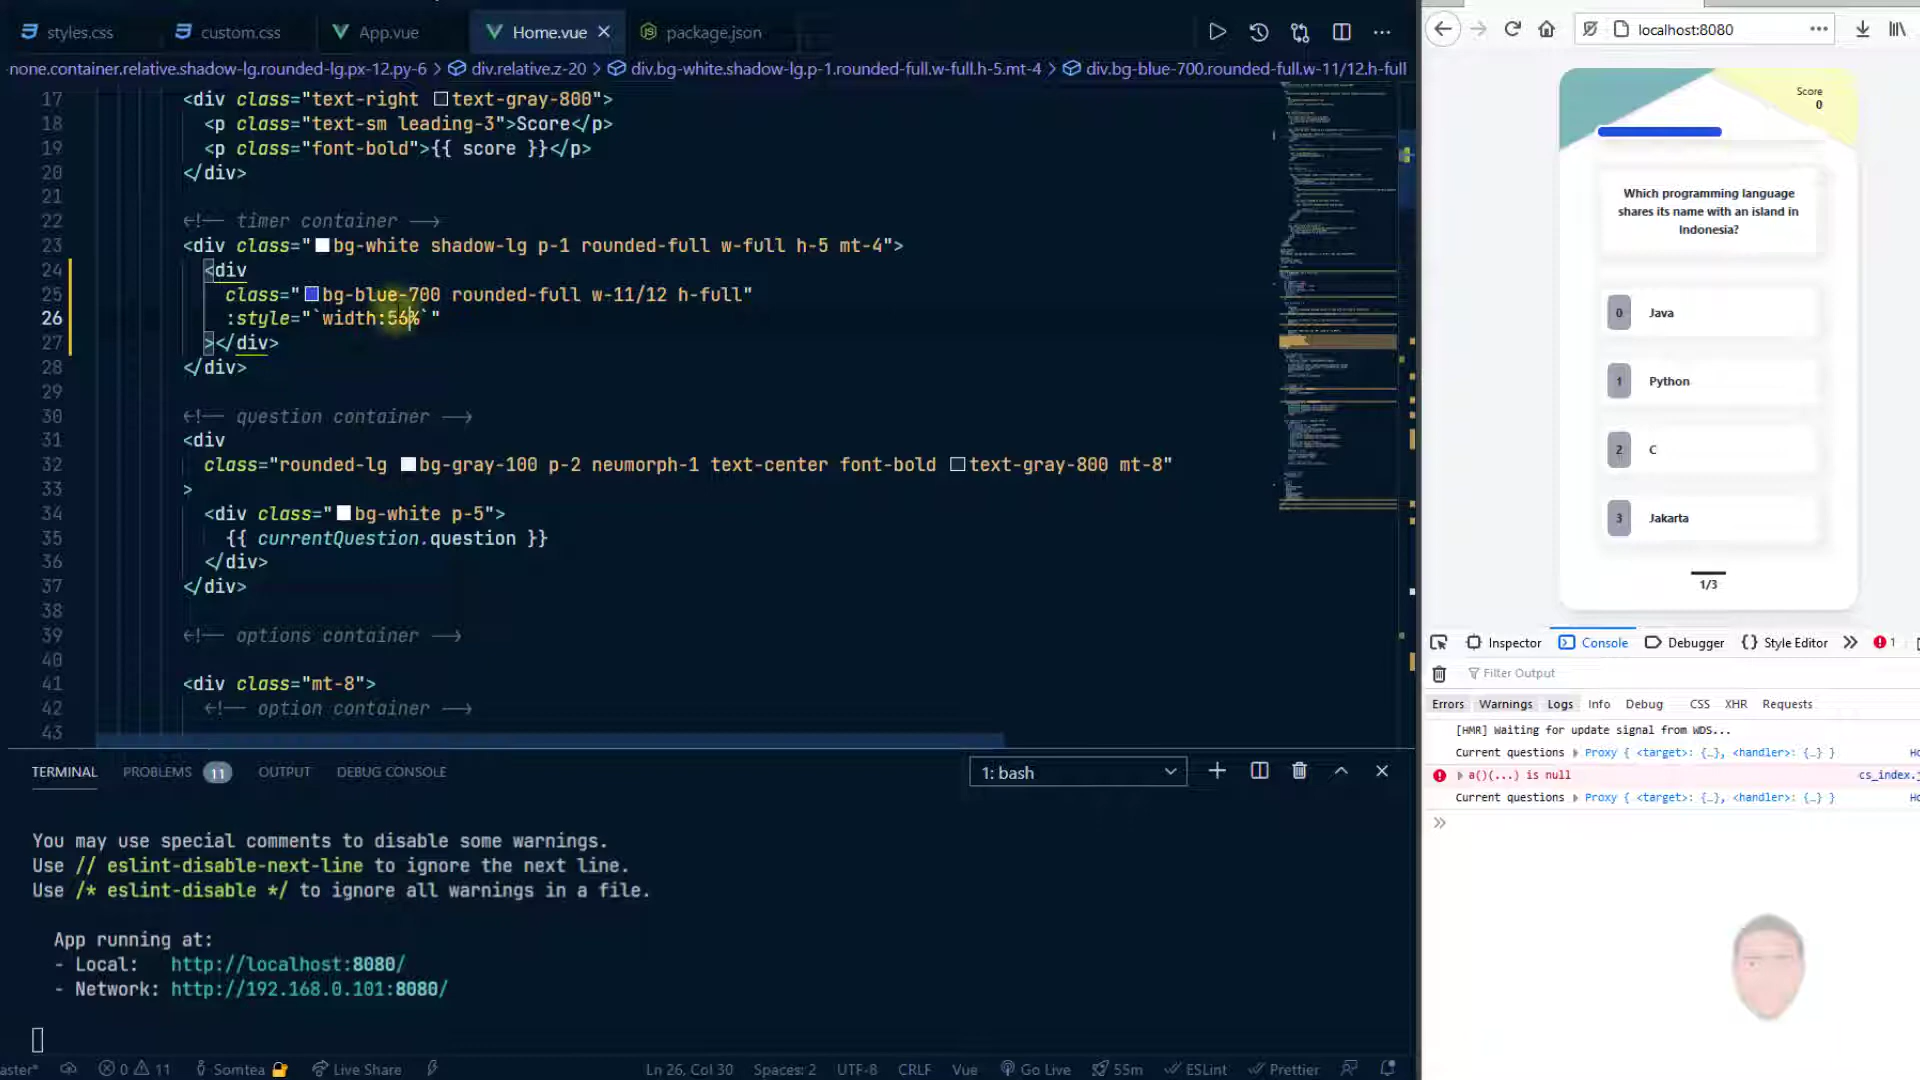 styles.css
custom.css
App.vue
Home.vue
package.json
none.container.relative.shadow-lg.rounded-lg.px-12.py-6 > div.relative.z-20 > div.bg-white.shadow-lg.p-1.rounded-full.w-full.h-5.mt-4 > div.bg-blue-700.rounded-full.w-11/12.h-full
17 <div class="text-right text-gray-800">
18 <p class="text-sm leading-3">Score</p>
19 <p class="font-bold">{{ score }}</p>
20 </div>
21
22 <!-- timer container -->
23 <div class="bg-white shadow-lg p-1 rounded-full w-full h-5 mt-4">
24 <div
25 class="bg-blue-700 rounded-full w-11/12 h-full"
26 :style="`width:56%`"
27 ></div>
28 </div>
29
30 <!-- question container -->
31 <div
32 class="rounded-lg bg-gray-100 p-2 neumorph-1 text-center font-bold text-gray-800 mt-8"
33 >
34 <div class="bg-white p-5">
35 {{ currentQuestion.question }}
36 </div>
37 </div>
38
39 <!-- options container -->
40
41 <div class="mt-8">
42 <!-- option container -->
43
TERMINAL PROBLEMS 11 OUTPUT DEBUG CONSOLE 1: bash
You may use special comments to disable some warnings.
Use // eslint-disable-next-line to ignore the next line.
Use /* eslint-disable */ to ignore all warnings in a file.
App running at:
- Local: http://localhost:8080/
- Network: http://192.168.0.101:8080/
aster* 0 11 Somtea Live Share Ln 26, Col 30 Spaces: 2 UTF-8 CRLF Vue Go Live 55m ESLint Prettier
localhost:8080
Score
0
Which programming language
shares its name with an island in
Indonesia?
0 Java
1 Python
2 C
3 Jakarta
1/3
Inspector Console Debugger Style Editor 1
Filter Output
Errors Warnings Logs Info Debug CSS XHR Requests
[HMR] Waiting for update signal from WDS...
Current questions Proxy { <target>: {…}, <handler>: {…} } Ho
a()(...) is null cs_index.j
Current questions Proxy { <target>: {…}, <handler>: {…} } Ho